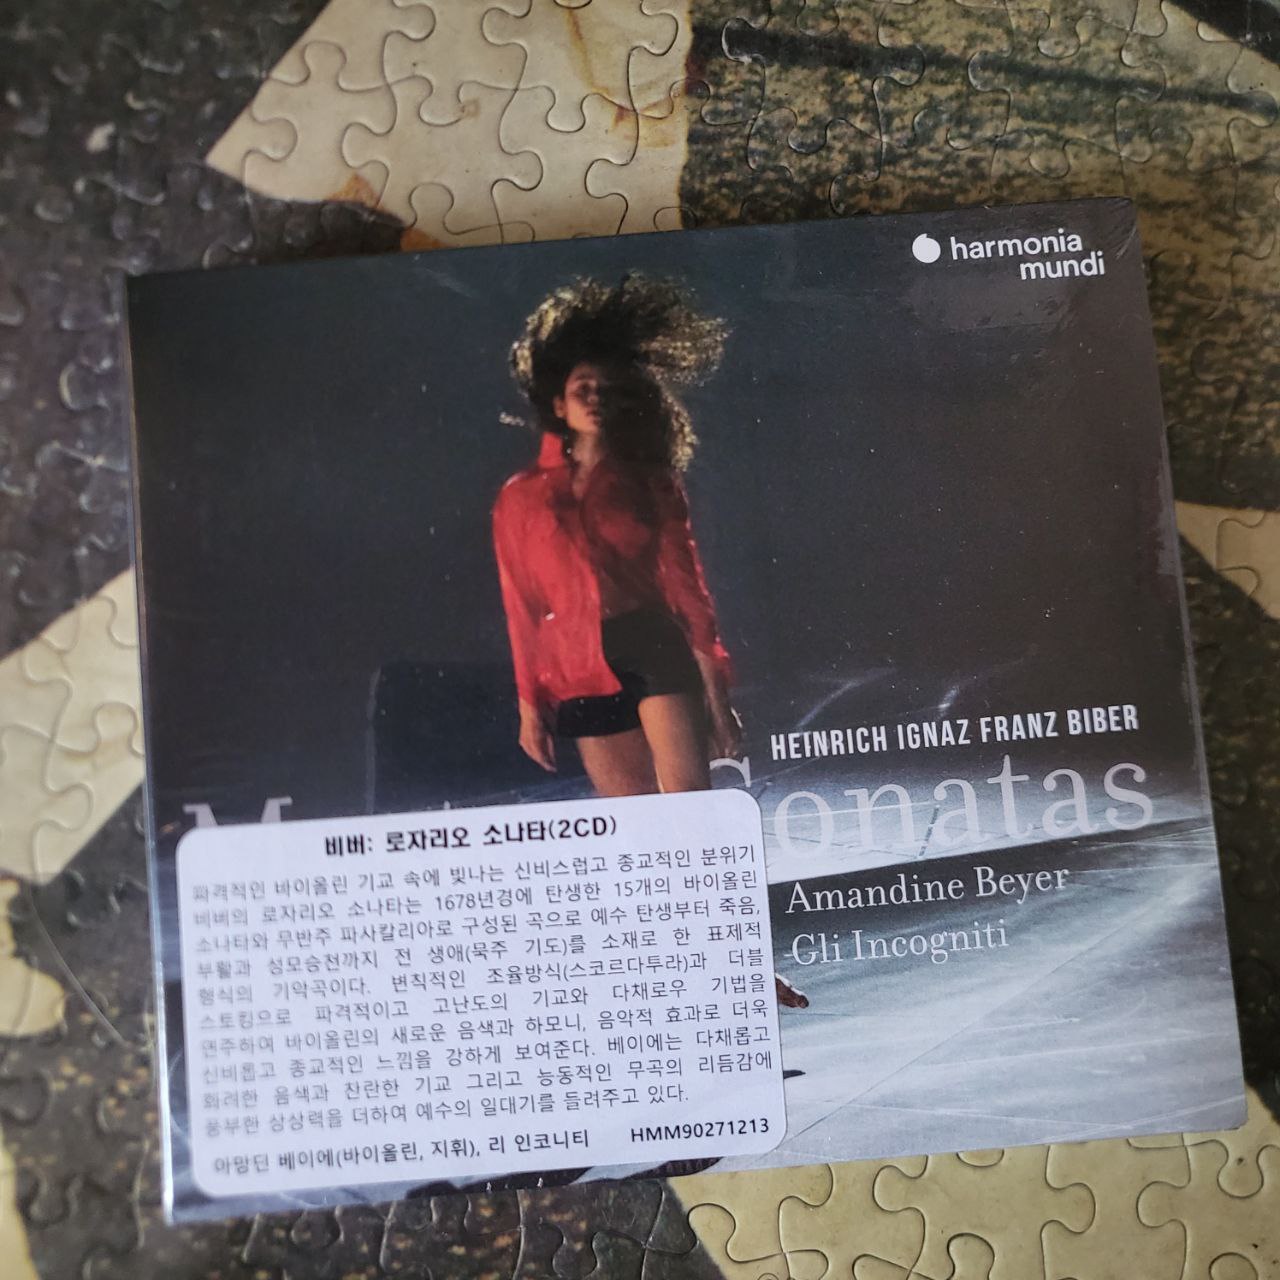 harmonia
mundi
HEINRICH IGNAZ FRANZ BIBER
Sonatas
Amandine Beyer
Gli Incogniti
비버: 로자리오 소나타(2CD)
파격적인 바이올린 기교 속에 빛나는 신비스럽고 종교적인 분위기
비버의 로자리오 소나타는 1678년경에 탄생한 15개의 바이올린
소나타와 무반주 파사칼리아로 구성된 곡으로 예수 탄생부터 죽음,
부활과 성모승천까지 전 생애(묵주 기도)를 소재로 한 표제적
형식의 기악곡이다. 변칙적인 조율방식(스코르다투라)과 더블
스토킹으로 파격적이고 고난도의 기교와 다채로우 기법을
연주하여 바이올린의 새로운 음색과 하모니, 음악적 효과로 더욱
신비롭고 종교적인 느낌을 강하게 보여준다. 베이에는 다채롭고
화려한 음색과 찬란한 기교 그리고 능동적인 무곡의 리듬감에
풍부한 상상력을 더하여 예수의 일대기를 들려주고 있다.
아망딘 베이에(바이올린, 지휘), 리 인코니티 HMM90271213